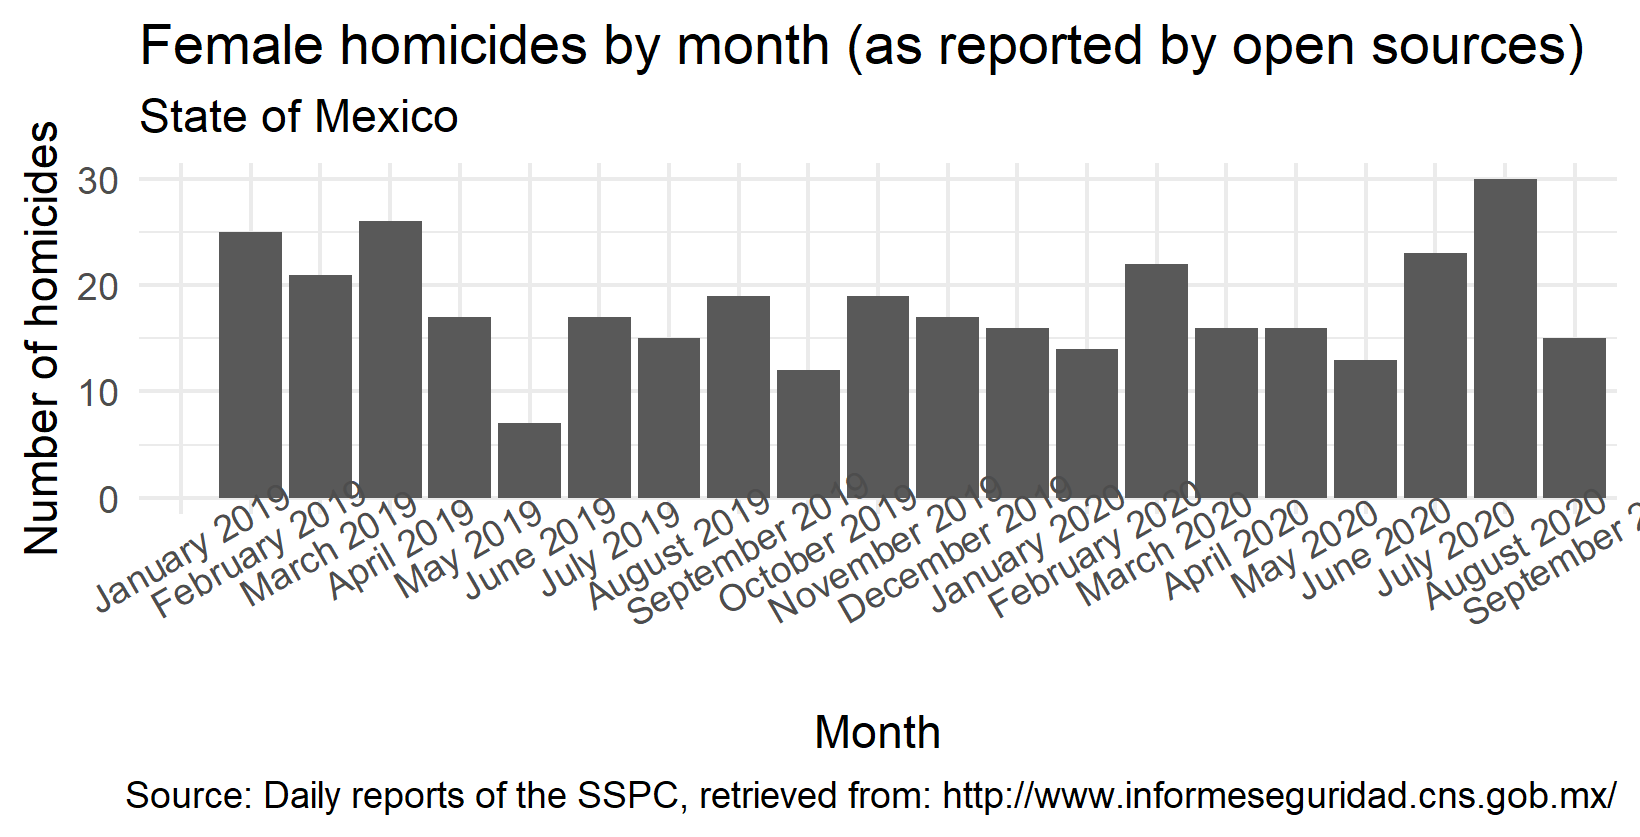 Female homicides by month (as reported by open sources)
State of Mexico
Number of homicides
30
20
10
0
January 2019
February 2019
March 2019
April 2019
May 2019
June 2019
July 2019
August 2019
September 2019
October 2019
November 2019
December 2019
January 2020
February 2020
March 2020
April 2020
May 2020
June 2020
July 2020
August 2020
September 2
Month
Source: Daily reports of the SSPC, retrieved from: http://www.informeseguridad.cns.gob.mx/